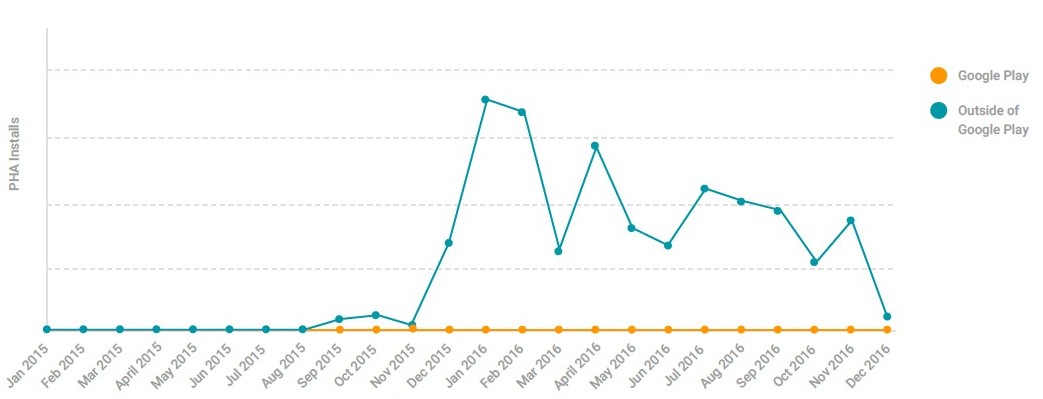 PHA Installs
Google Play
Outside of
Google Play
Jan 2015
Feb 2015
Mar 2015
April 2015
May 2015
Jun 2015
Jul 2015
Aug 2015
Sep 2015
Oct 2015
Nov 2015
Dec 2015
Jan 2016
Feb 2016
Mar 2016
April 2016
May 2016
Jun 2016
Jul 2016
Aug 2016
Sep 2016
Oct 2016
Nov 2016
Dec 2016